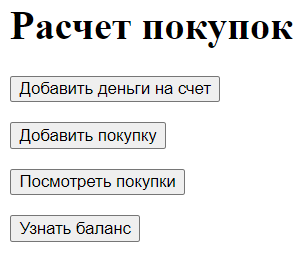 Расчет покупок
Добавить деньги на счет
Добавить покупку
Посмотреть покупки
Узнать баланс